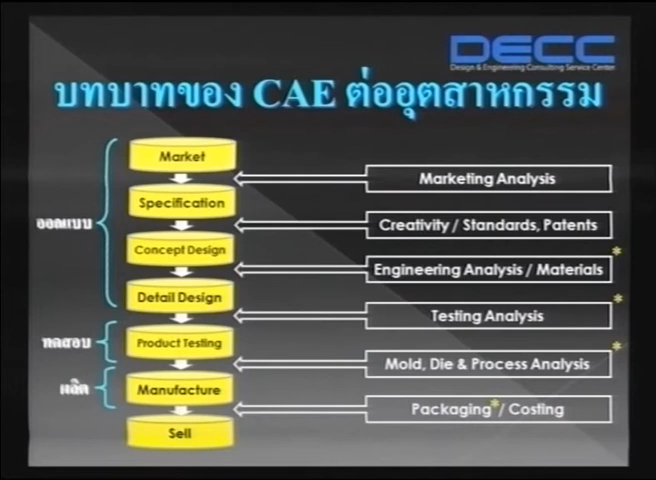 DECC
Design & Engineering Consulting Service Center
บทบาทของ CAE ต่ออุตสาหกรรม
Market
Marketing Analysis
Specification
ออกแบบ
Creativity / Standards, Patents
Concept Design
Engineering Analysis / Materials *
Detail Design
Testing Analysis *
ทดสอบ
Product Testing
Mold, Die & Process Analysis *
ผลิต
Manufacture
Packaging* / Costing
Sell